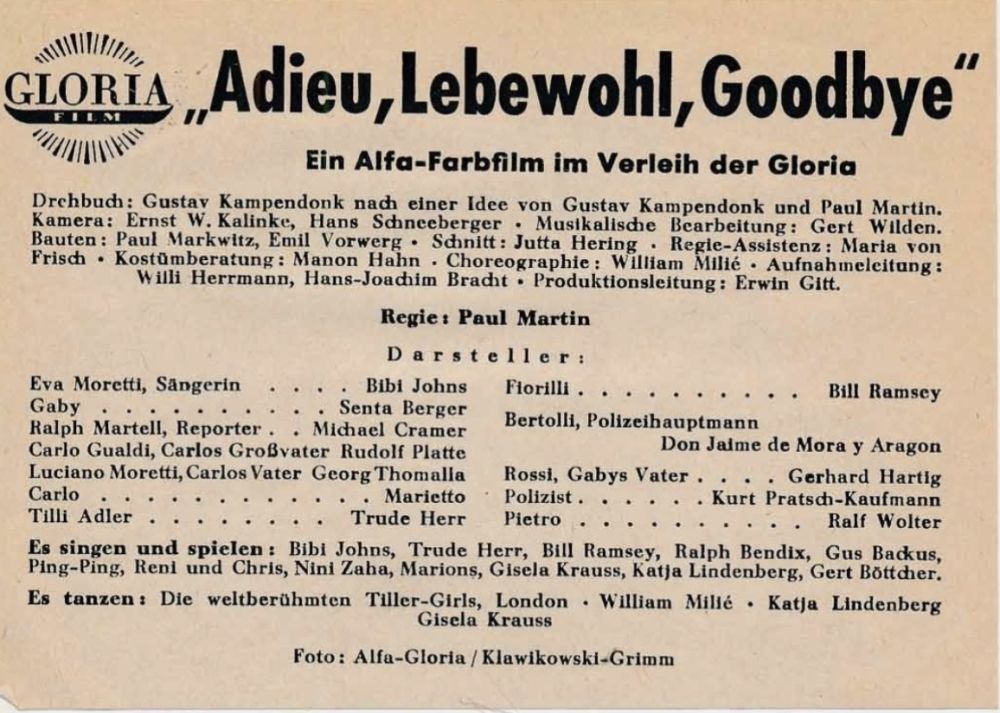 GLORIA
FILM
„Adieu, Lebewohl, Goodbye“
Ein Alfa-Farbfilm im Verleih der Gloria
Drehbuch: Gustav Kampendonk nach einer Idee von Gustav Kampendonk und Paul Martin.
Kamera: Ernst W. Kalinke, Hans Schneeberger · Musikalische Bearbeitung: Gert Wilden.
Bauten: Paul Markwitz, Emil Vorwerg · Schnitt: Jutta Hering · Regie-Assistenz: Maria von
Frisch · Kostümberatung: Manon Hahn · Choreographie: William Milié · Aufnahmeleitung:
Willi Herrmann, Hans-Joachim Bracht · Produktionsleitung: Erwin Gitt.
Regie: Paul Martin
Darsteller:
Eva Moretti, Sängerin . . . . Bibi Johns
Gaby . . . . . . . . . . Senta Berger
Ralph Martell, Reporter . . Michael Cramer
Carlo Gualdi, Carlos Großvater Rudolf Platte
Luciano Moretti, Carlos Vater Georg Thomalla
Carlo . . . . . . . . . . . . Marietto
Tilli Adler . . . . . . . . Trude Herr
Fiorilli . . . . . . . . . . Bill Ramsey
Bertolli, Polizeihauptmann
Don Jaime de Mora y Aragon
Rossi, Gabys Vater . . . . Gerhard Hartig
Polizist . . . . . . Kurt Pratsch-Kaufmann
Pietro . . . . . . . . . . Ralf Wolter
Es singen und spielen: Bibi Johns, Trude Herr, Bill Ramsey, Ralph Bendix, Gus Backus,
Ping-Ping, Reni und Chris, Nini Zaha, Marions, Gisela Krauss, Katja Lindenberg, Gert Böttcher.
Es tanzen: Die weltberühmten Tiller-Girls, London · William Milié · Katja Lindenberg
Gisela Krauss
Foto: Alfa-Gloria / Klawikowski-Grimm